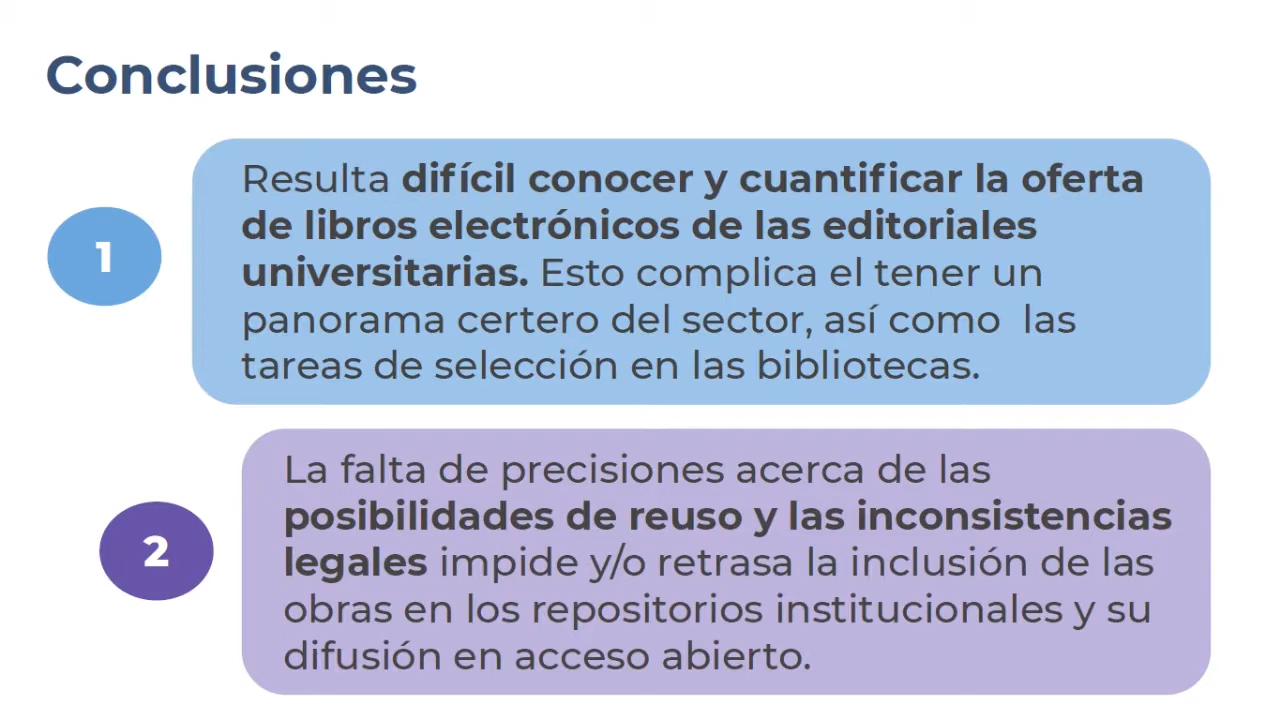 Conclusiones
1
Resulta difícil conocer y cuantificar la oferta
de libros electrónicos de las editoriales
universitarias. Esto complica el tener un
panorama certero del sector, así como  las
tareas de selección en las bibliotecas.
2
La falta de precisiones acerca de las
posibilidades de reuso y las inconsistencias
legales impide y/o retrasa la inclusión de las
obras en los repositorios institucionales y su
difusión en acceso abierto.